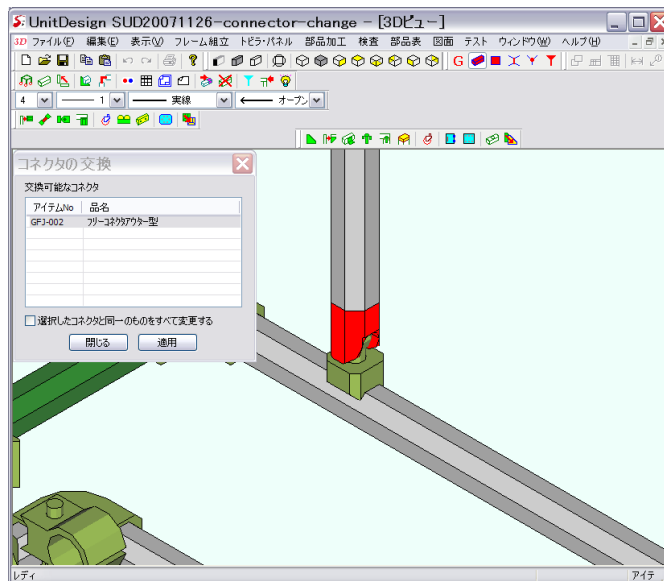 UnitDesign SUD20071126-connector-change - [3Dビュー]
3D ファイル(F) 編集(E) 表示(V) フレーム組立 トビラ・パネル 部品加工 検査 部品表 図面 テスト ウィンドウ(W) ヘルプ(H)
G
4 1 実線 オープン
コネクタの交換
交換可能なコネクタ
アイテムNo 品名
GFJ-002 フリーコネクタアウター型
選択したコネクタと同一のものをすべて変更する
閉じる 適用
レディ アイテ